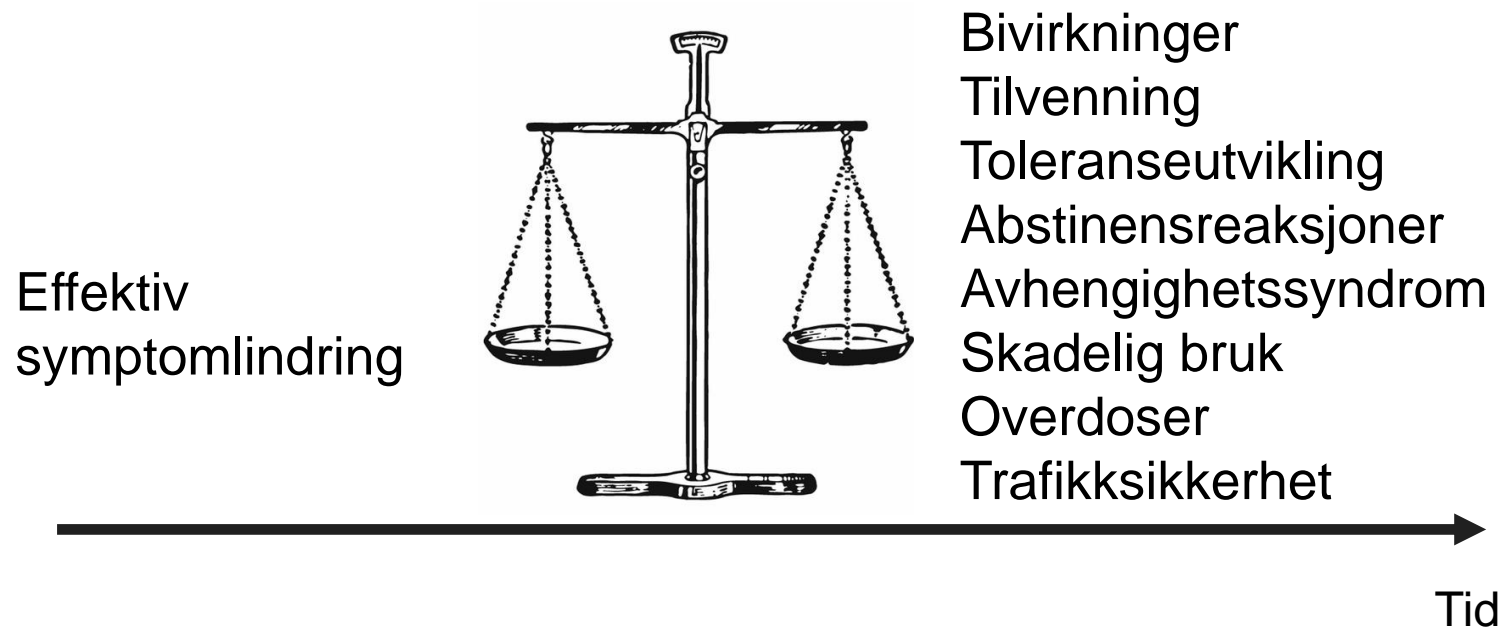 Effektiv
symptomlindring
Bivirkninger
Tilvenning
Toleranseutvikling
Abstinensreaksjoner
Avhengighetssyndrom
Skadelig bruk
Overdoser
Trafikksikkerhet
Tid